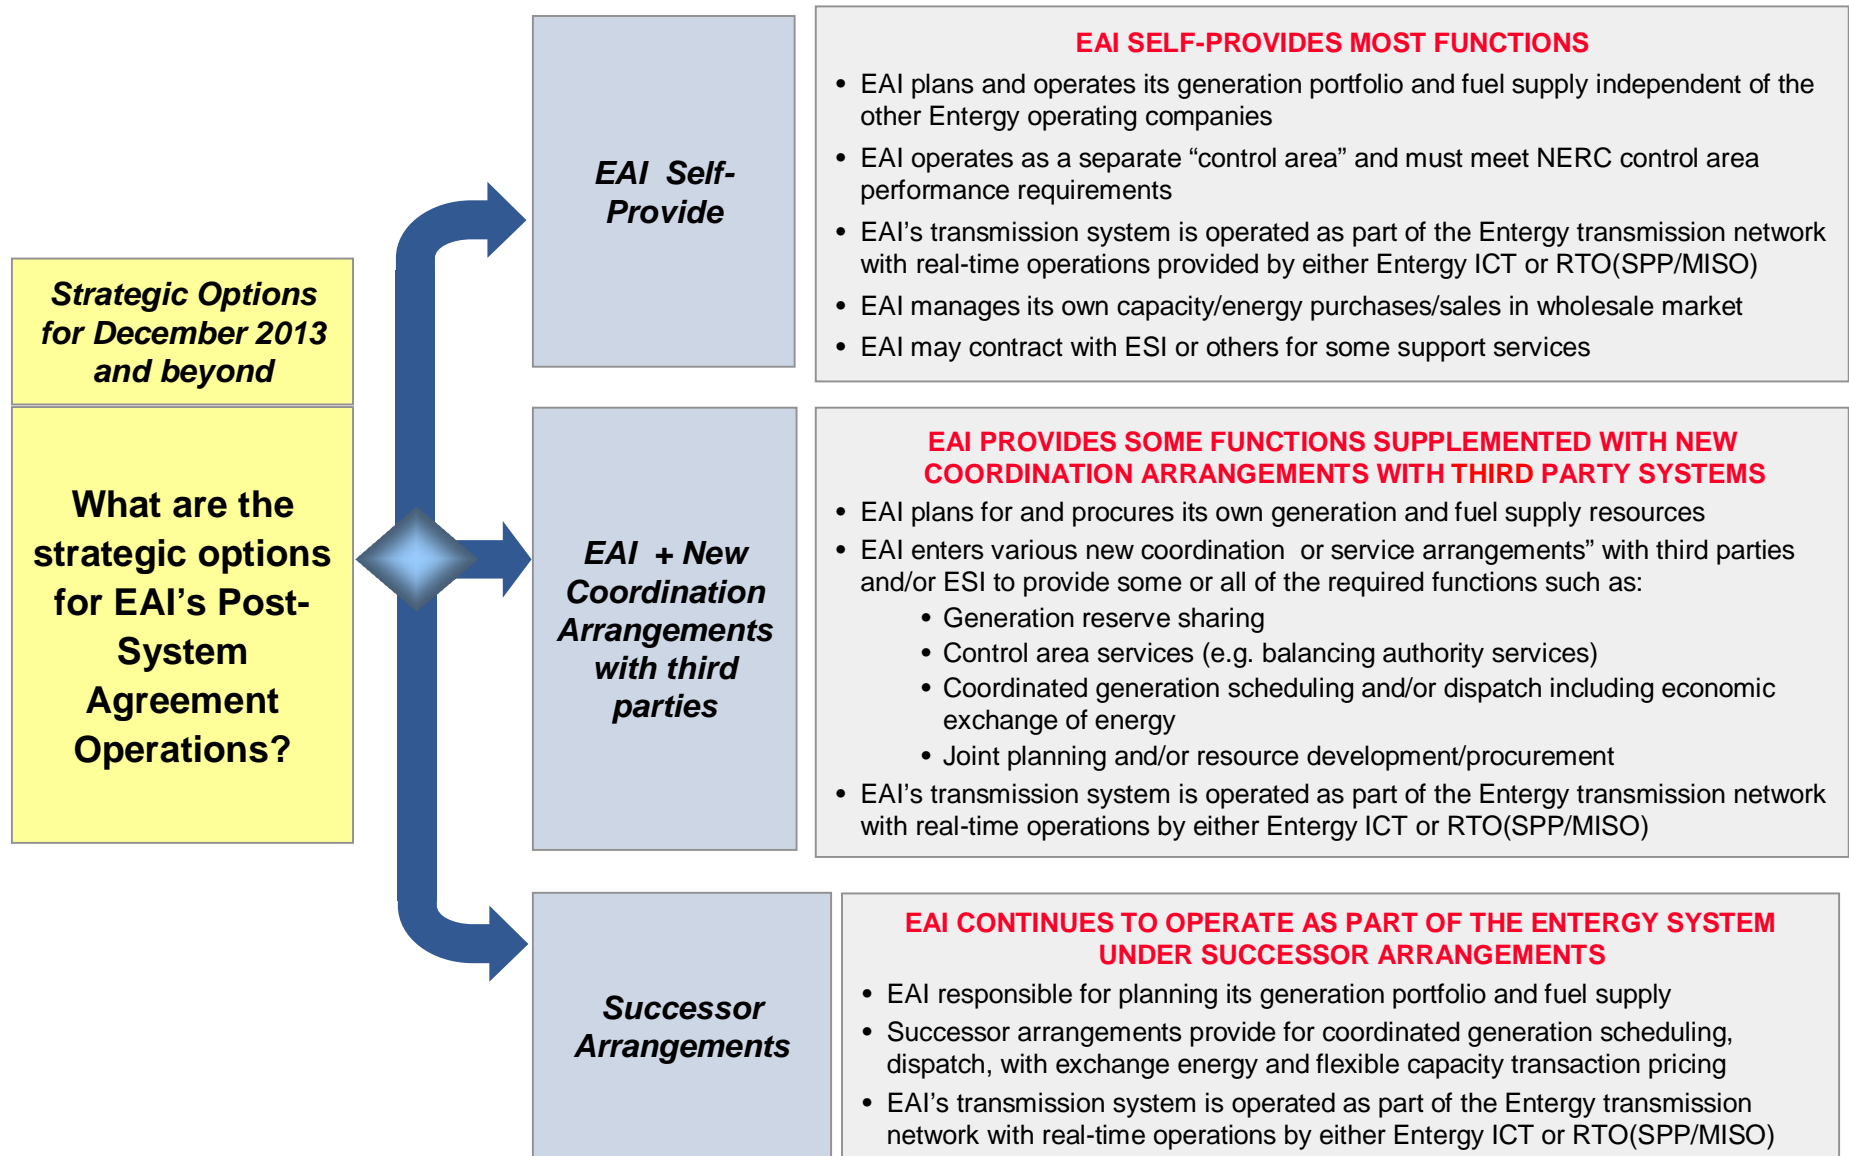 Strategic Options
for December 2013
and beyond
What are the
strategic options
for EAI’s Post-
System
Agreement
Operations?
EAI  Self-
Provide
EAI SELF-PROVIDES MOST FUNCTIONS
• EAI plans and operates its generation portfolio and fuel supply independent of the
other Entergy operating companies
• EAI operates as a separate “control area” and must meet NERC control area
performance requirements
• EAI’s transmission system is operated as part of the Entergy transmission network
with real-time operations provided by either Entergy ICT or RTO(SPP/MISO)
• EAI manages its own capacity/energy purchases/sales in wholesale market
• EAI may contract with ESI or others for some support services
EAI  + New
Coordination
Arrangements
with third
parties
EAI PROVIDES SOME FUNCTIONS SUPPLEMENTED WITH NEW
COORDINATION ARRANGEMENTS WITH THIRD PARTY SYSTEMS
• EAI plans for and procures its own generation and fuel supply resources
• EAI enters various new coordination  or service arrangements” with third parties
and/or ESI to provide some or all of the required functions such as:
• Generation reserve sharing
• Control area services (e.g. balancing authority services)
• Coordinated generation scheduling and/or dispatch including economic
exchange of energy
• Joint planning and/or resource development/procurement
• EAI’s transmission system is operated as part of the Entergy transmission network
with real-time operations by either Entergy ICT or RTO(SPP/MISO)
Successor
Arrangements
EAI CONTINUES TO OPERATE AS PART OF THE ENTERGY SYSTEM
UNDER SUCCESSOR ARRANGEMENTS
• EAI responsible for planning its generation portfolio and fuel supply
• Successor arrangements provide for coordinated generation scheduling,
dispatch, with exchange energy and flexible capacity transaction pricing
• EAI’s transmission system is operated as part of the Entergy transmission
network with real-time operations by either Entergy ICT or RTO(SPP/MISO)